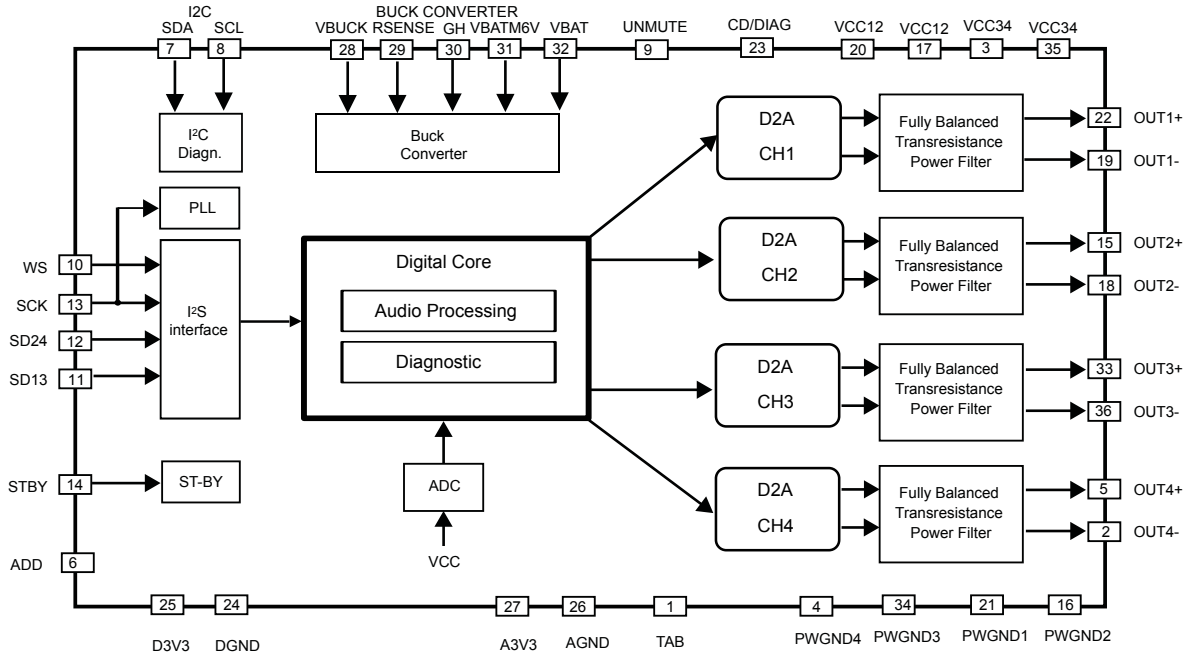 I2C
BUCK CONVERTER
SDA SCL VBUCK RSENSE GH VBATM6V VBAT UNMUTE CD/DIAG VCC12 VCC12 VCC34 VCC34
7 8 28 29 30 31 32 9 23 20 17 3 35
I²C
Diagn.
Buck
Converter
D2A
CH1
Fully Balanced
Transresistance
Power Filter
22 OUT1+
19 OUT1-
PLL
WS 10
SCK 13
SD24 12
SD13 11
I²S
interface
Digital Core
Audio Processing
Diagnostic
D2A
CH2
Fully Balanced
Transresistance
Power Filter
15 OUT2+
18 OUT2-
D2A
CH3
Fully Balanced
Transresistance
Power Filter
33 OUT3+
36 OUT3-
STBY 14
ST-BY
ADC
VCC
D2A
CH4
Fully Balanced
Transresistance
Power Filter
5 OUT4+
2 OUT4-
ADD 6
25 24 27 26 1 4 34 21 16
D3V3 DGND A3V3 AGND TAB PWGND4 PWGND3 PWGND1 PWGND2